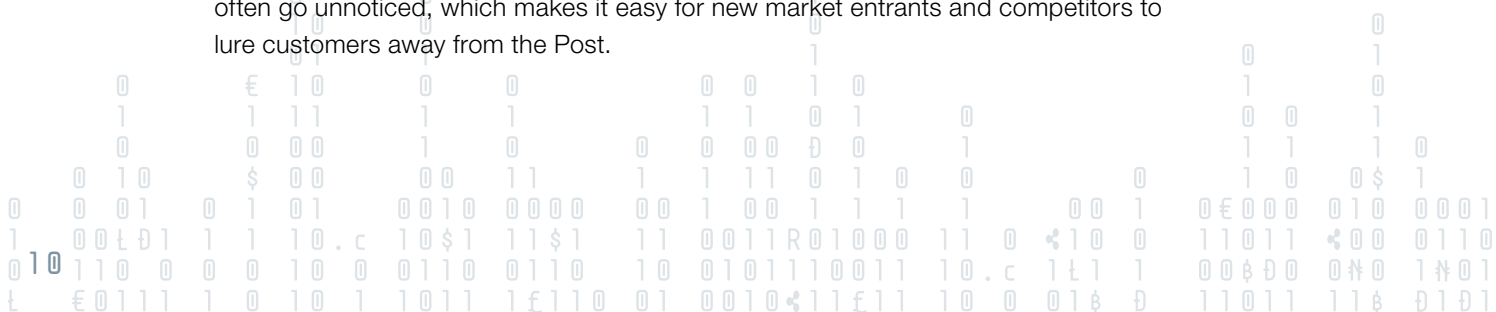 often go unnoticed, which makes it easy for new market entrants and competitors to
lure customers away from the Post.
10